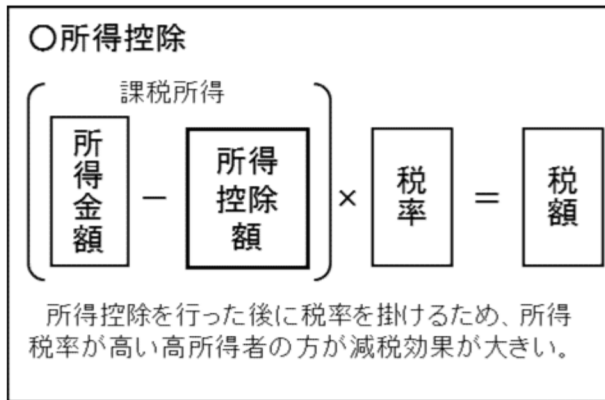 〇所得控除
課税所得
(所得金額 − 所得控除額) × 税率 = 税額
所得控除を行った後に税率を掛けるため、所得
税率が高い高所得者の方が減税効果が大きい。